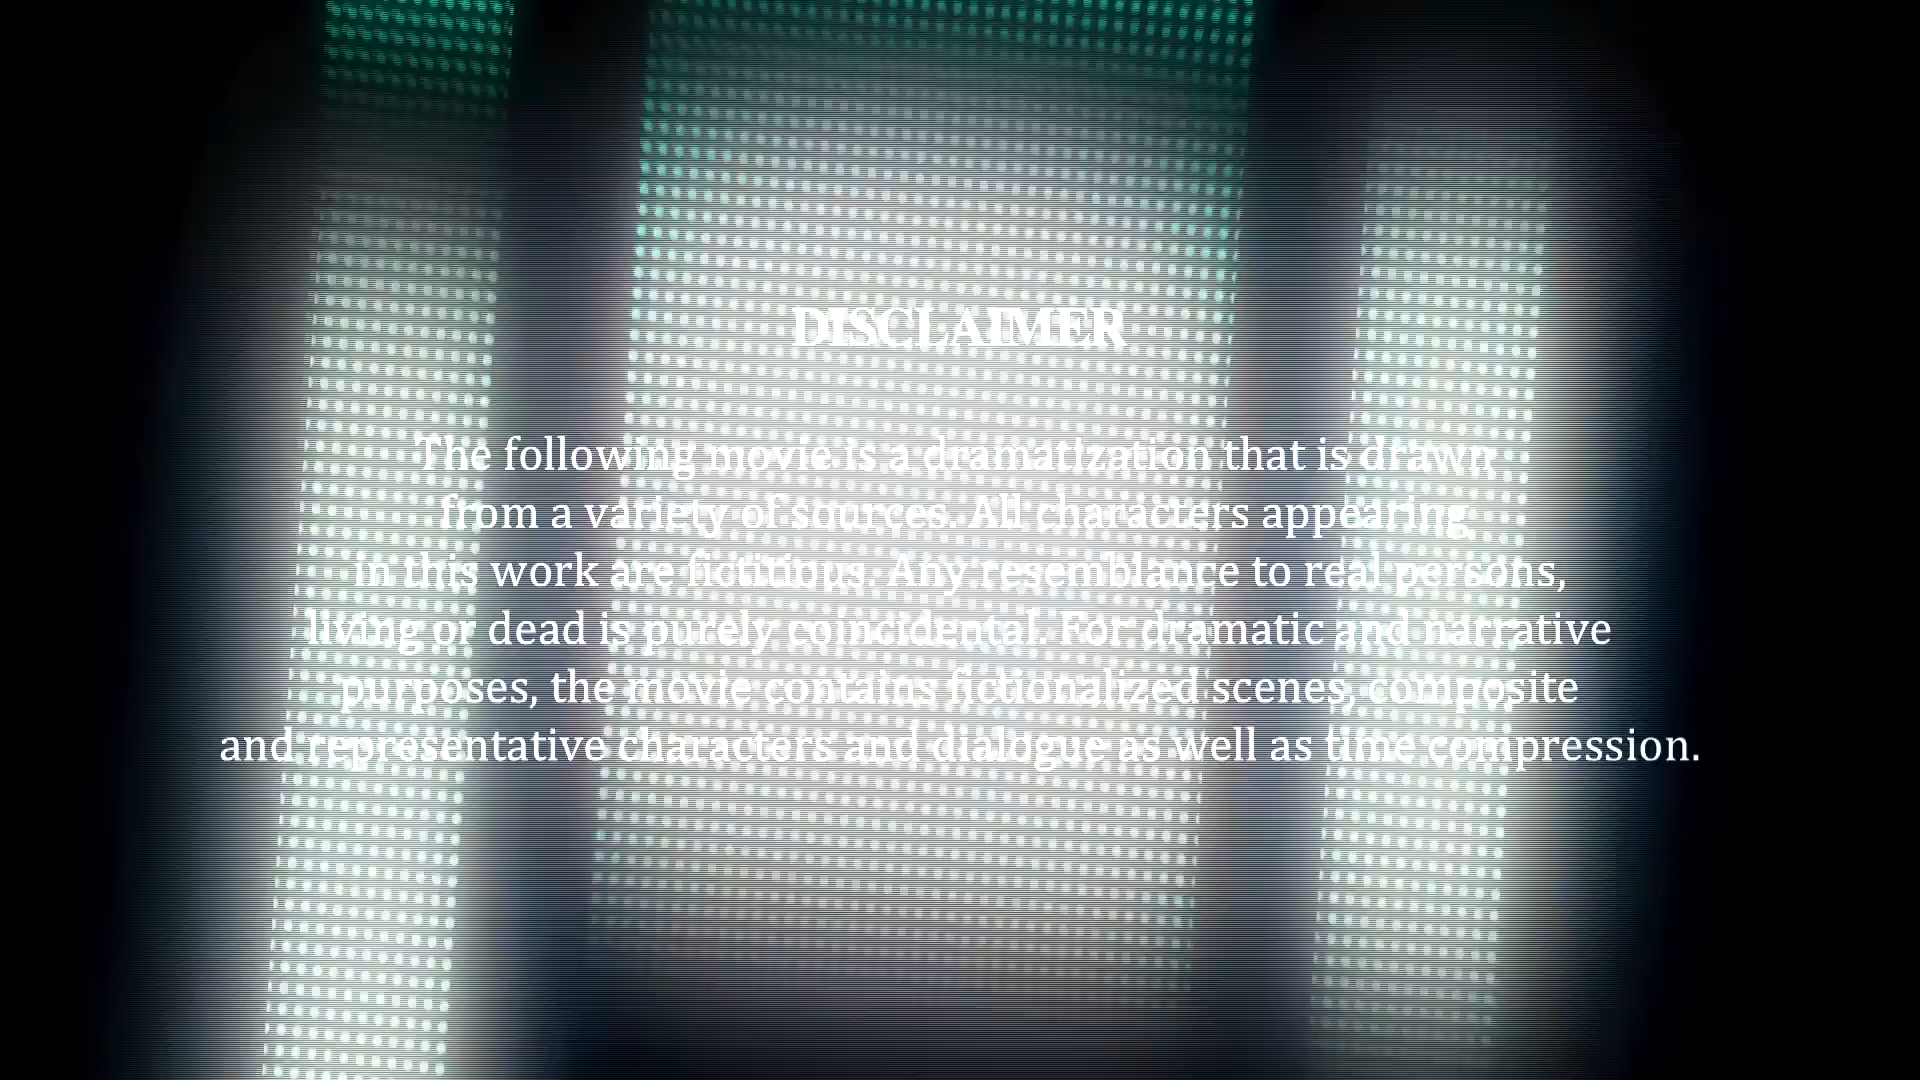 DISCLAIMER
The following movie is a dramatization that is drawn
from a variety of sources. All characters appearing
in this work are fictitious. Any resemblance to real persons,
living or dead is purely coincidental. For dramatic and narrative
purposes, the movie contains fictionalized scenes, composite
and representative characters and dialogue as well as time compression.